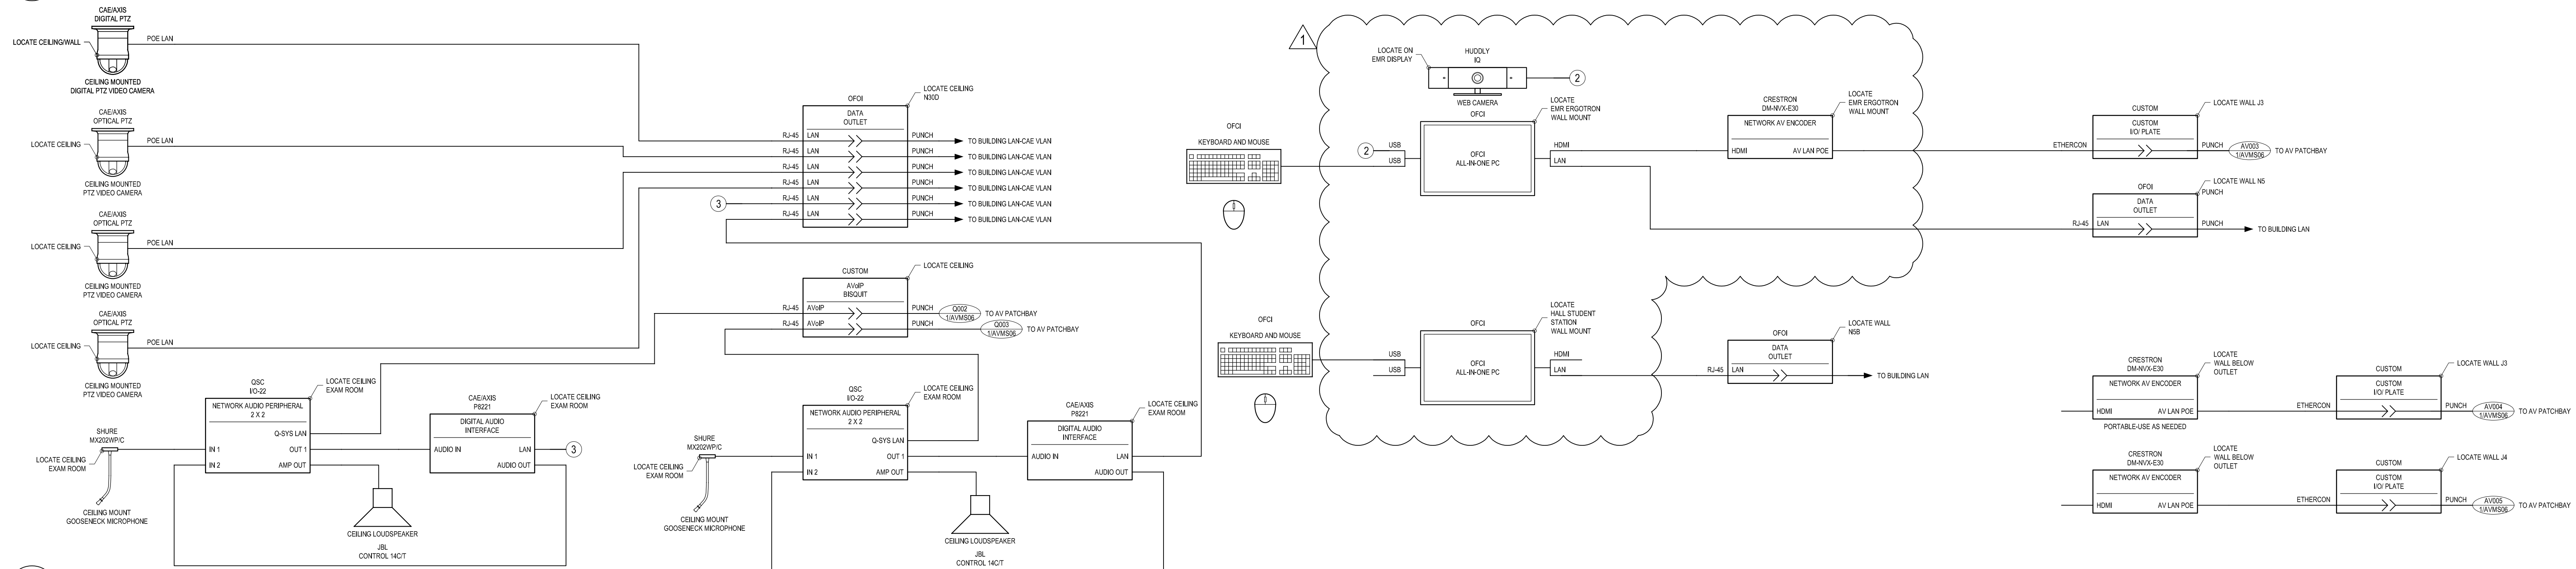 CAE/AXIS
DIGITAL PTZ
LOCATE CEILING/WALL
POE LAN
CEILING MOUNTED
DIGITAL PTZ VIDEO CAMERA
CAE/AXIS
OPTICAL PTZ
LOCATE CEILING
POE LAN
CEILING MOUNTED
PTZ VIDEO CAMERA
CAE/AXIS
OPTICAL PTZ
LOCATE CEILING
POE LAN
CEILING MOUNTED
PTZ VIDEO CAMERA
CAE/AXIS
OPTICAL PTZ
LOCATE CEILING
POE LAN
CEILING MOUNTED
PTZ VIDEO CAMERA
OFOI
LOCATE CEILING
N30D
DATA
OUTLET
RJ-45 LAN PUNCH TO BUILDING LAN-CAE VLAN
RJ-45 LAN PUNCH TO BUILDING LAN-CAE VLAN
RJ-45 LAN PUNCH TO BUILDING LAN-CAE VLAN
RJ-45 LAN PUNCH TO BUILDING LAN-CAE VLAN
3 RJ-45 LAN PUNCH TO BUILDING LAN-CAE VLAN
RJ-45 LAN PUNCH TO BUILDING LAN-CAE VLAN
CUSTOM
LOCATE CEILING
AVoIP
BISQUIT
RJ-45 AVoIP PUNCH Q002 1/AVMS06 TO AV PATCHBAY
RJ-45 AVoIP PUNCH Q003 1/AVMS06 TO AV PATCHBAY
QSC
I/O-22
LOCATE CEILING
EXAM ROOM
NETWORK AUDIO PERIPHERAL
2 X 2
Q-SYS LAN
IN 1 OUT 1
IN 2 AMP OUT
SHURE
MX202WP/C
LOCATE CEILING
EXAM ROOM
CEILING MOUNT
GOOSENECK MICROPHONE
CAE/AXIS
P8221
LOCATE CEILING
EXAM ROOM
DIGITAL AUDIO
INTERFACE
AUDIO IN LAN 3
AUDIO OUT
CEILING LOUDSPEAKER
JBL
CONTROL 14C/T
QSC
I/O-22
LOCATE CEILING
EXAM ROOM
NETWORK AUDIO PERIPHERAL
2 X 2
Q-SYS LAN
IN 1 OUT 1
IN 2 AMP OUT
SHURE
MX202WP/C
LOCATE CEILING
EXAM ROOM
CEILING MOUNT
GOOSENECK MICROPHONE
CAE/AXIS
P8221
LOCATE CEILING
EXAM ROOM
DIGITAL AUDIO
INTERFACE
AUDIO IN LAN
AUDIO OUT
CEILING LOUDSPEAKER
JBL
CONTROL 14C/T
1
LOCATE ON
EMR DISPLAY
HUDDLY
IQ
2
WEB CAMERA
OFCI
KEYBOARD AND MOUSE
OFCI
LOCATE
EMR ERGOTRON
WALL MOUNT
2 USB
USB
OFCI
ALL-IN-ONE PC
HDMI
LAN
CRESTRON
DM-NVX-E30
LOCATE
EMR ERGOTRON
WALL MOUNT
NETWORK AV ENCODER
HDMI AV LAN POE
CUSTOM
LOCATE WALL J3
CUSTOM
I/O/ PLATE
ETHERCON PUNCH AV003 1/AVMS06 TO AV PATCHBAY
OFOI
LOCATE WALL N5
PUNCH
DATA
OUTLET
RJ-45 LAN PUNCH TO BUILDING LAN
OFCI
KEYBOARD AND MOUSE
OFCI
LOCATE
HALL STUDENT
STATION
WALL MOUNT
USB
USB
OFCI
ALL-IN-ONE PC
HDMI
LAN
OFOI
LOCATE WALL
N5B
DATA
OUTLET
RJ-45 LAN TO BUILDING LAN
CRESTRON
DM-NVX-E30
LOCATE
WALL BELOW
OUTLET
NETWORK AV ENCODER
HDMI AV LAN POE
PORTABLE-USE AS NEEDED
CUSTOM
LOCATE WALL J3
CUSTOM
I/O/ PLATE
ETHERCON PUNCH AV004 1/AVMS06 TO AV PATCHBAY
CRESTRON
DM-NVX-E30
LOCATE
WALL BELOW
OUTLET
NETWORK AV ENCODER
HDMI AV LAN POE
CUSTOM
LOCATE WALL J4
CUSTOM
I/O/ PLATE
ETHERCON PUNCH AV005 1/AVMS06 TO AV PATCHBAY